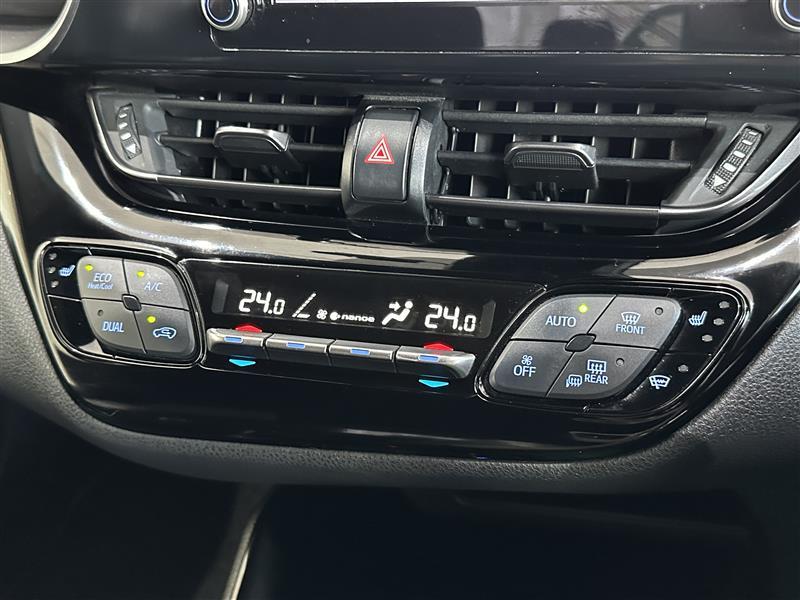 ECO
Heat/Cool
A/C
DUAL
24.0
nanoe
24.0
AUTO
FRONT
OFF
REAR